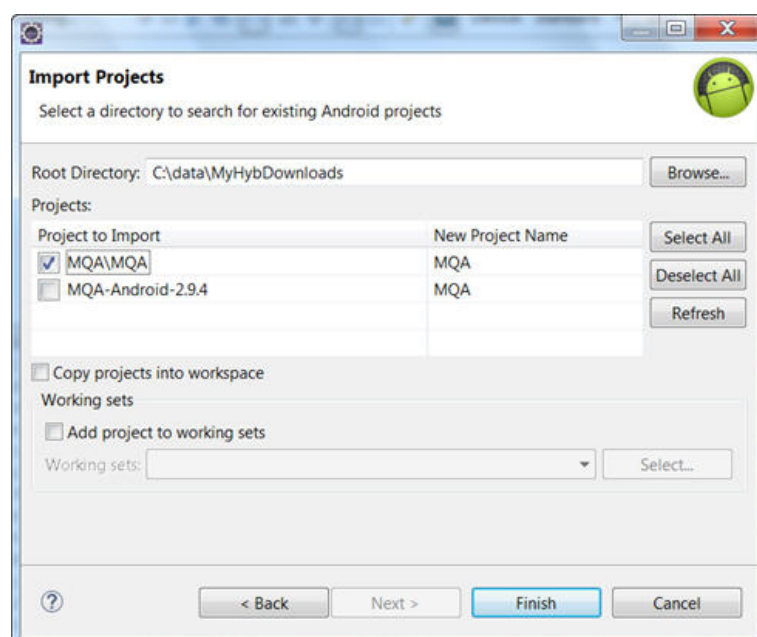 Import Projects
Select a directory to search for existing Android projects
Root Directory: C:\data\MyHybDownloads Browse...
Projects:
Project to Import New Project Name Select All
MQA\MQA MQA
Deselect All
MQA-Android-2.9.4 MQA
Refresh
Copy projects into workspace
Working sets
Add project to working sets
Working sets: Select...
? < Back Next > Finish Cancel